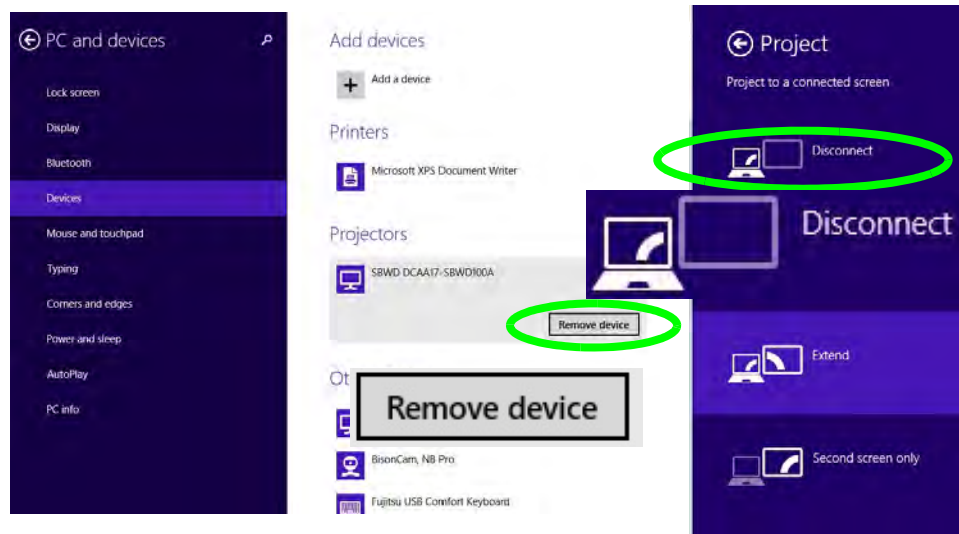 PC and devices
Lock screen
Display
Bluetooth
Devices
Mouse and touchpad
Typing
Corners and edges
Power and sleep
AutoPlay
PC info
Add devices
Add a device
Printers
Microsoft XPS Document Writer
Projectors
SBWD DCAA17-SBWD100A
Remove device
Ot
Remove device
BisonCam, NB Pro
Fujitsu USB Comfort Keyboard
Project
Project to a connected screen
Disconnect
Disconnect
Extend
Second screen only